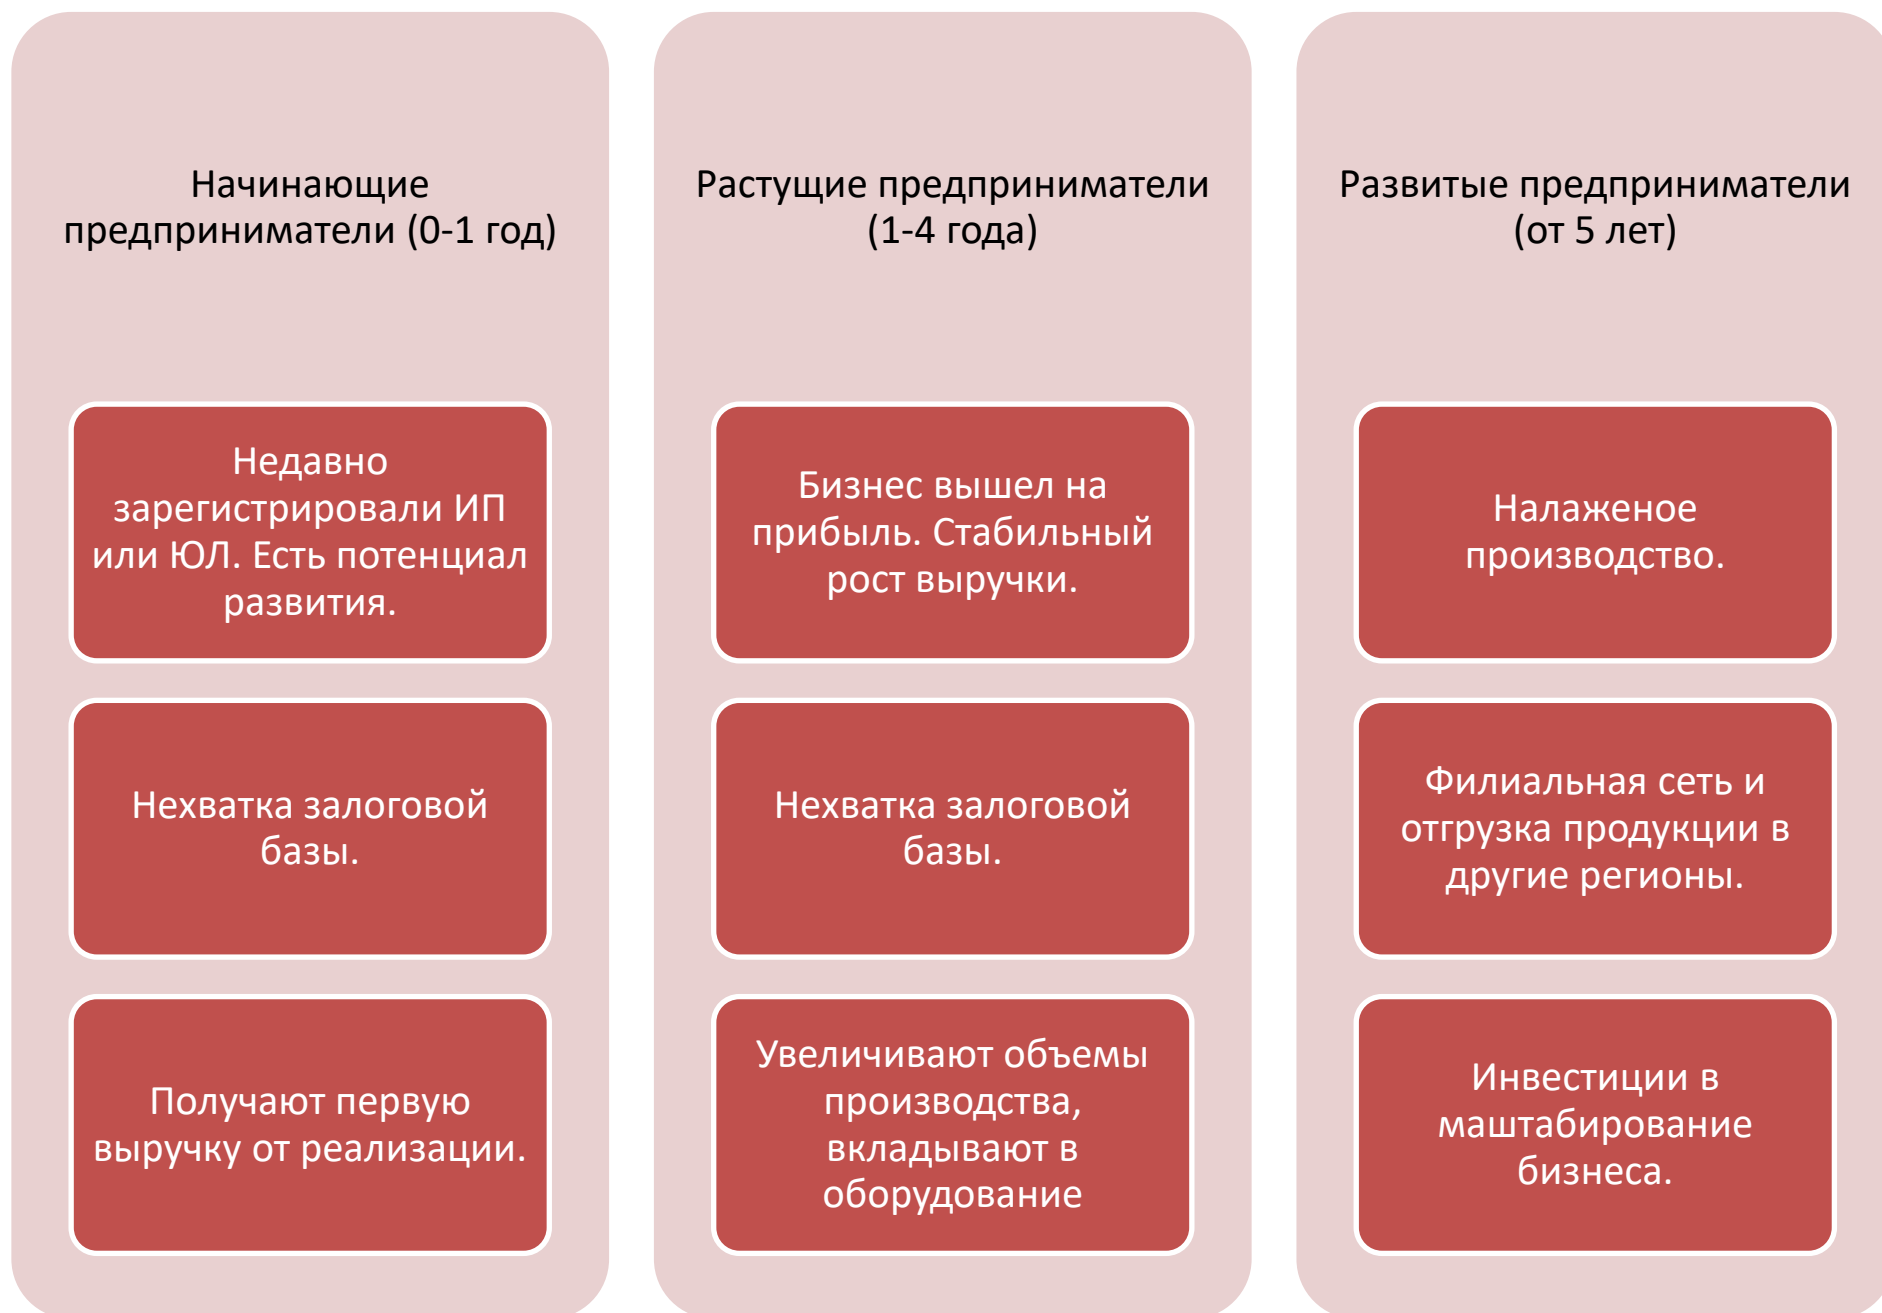 Начинающие
предприниматели (0-1 год)
Недавно
зарегистрировали ИП
или ЮЛ. Есть потенциал
развития.
Нехватка залоговой
базы.
Получают первую
выручку от реализации.
Растущие предприниматели
(1-4 года)
Бизнес вышел на
прибыль. Стабильный
рост выручки.
Нехватка залоговой
базы.
Увеличивают объемы
производства,
вкладывают в
оборудование
Развитые предприниматели
(от 5 лет)
Налаженое
производство.
Филиальная сеть и
отгрузка продукции в
другие регионы.
Инвестиции в
маштабирование
бизнеса.